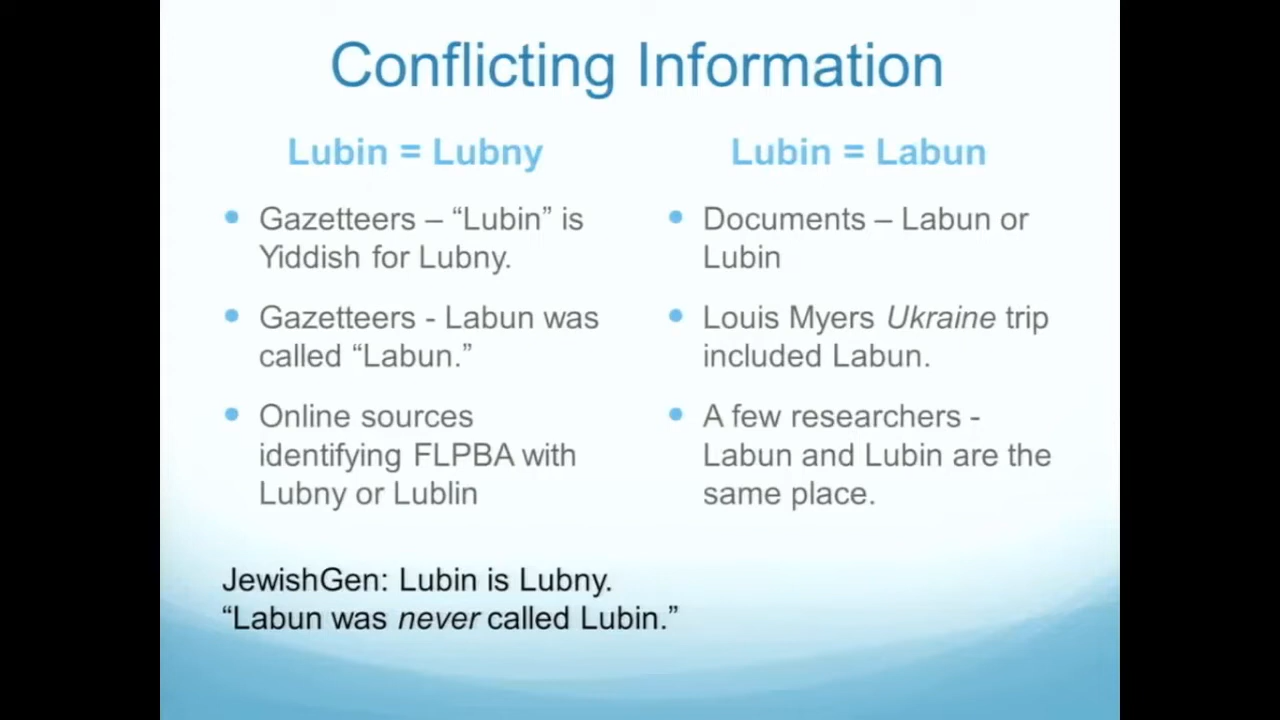 Conflicting Information
Lubin = Lubny
Gazetteers – “Lubin” is
Yiddish for Lubny.
Gazetteers - Labun was
called “Labun.”
Online sources
identifying FLPBA with
Lubny or Lublin
Lubin = Labun
Documents – Labun or
Lubin
Louis Myers Ukraine trip
included Labun.
A few researchers -
Labun and Lubin are the
same place.
JewishGen: Lubin is Lubny.
“Labun was never called Lubin.”